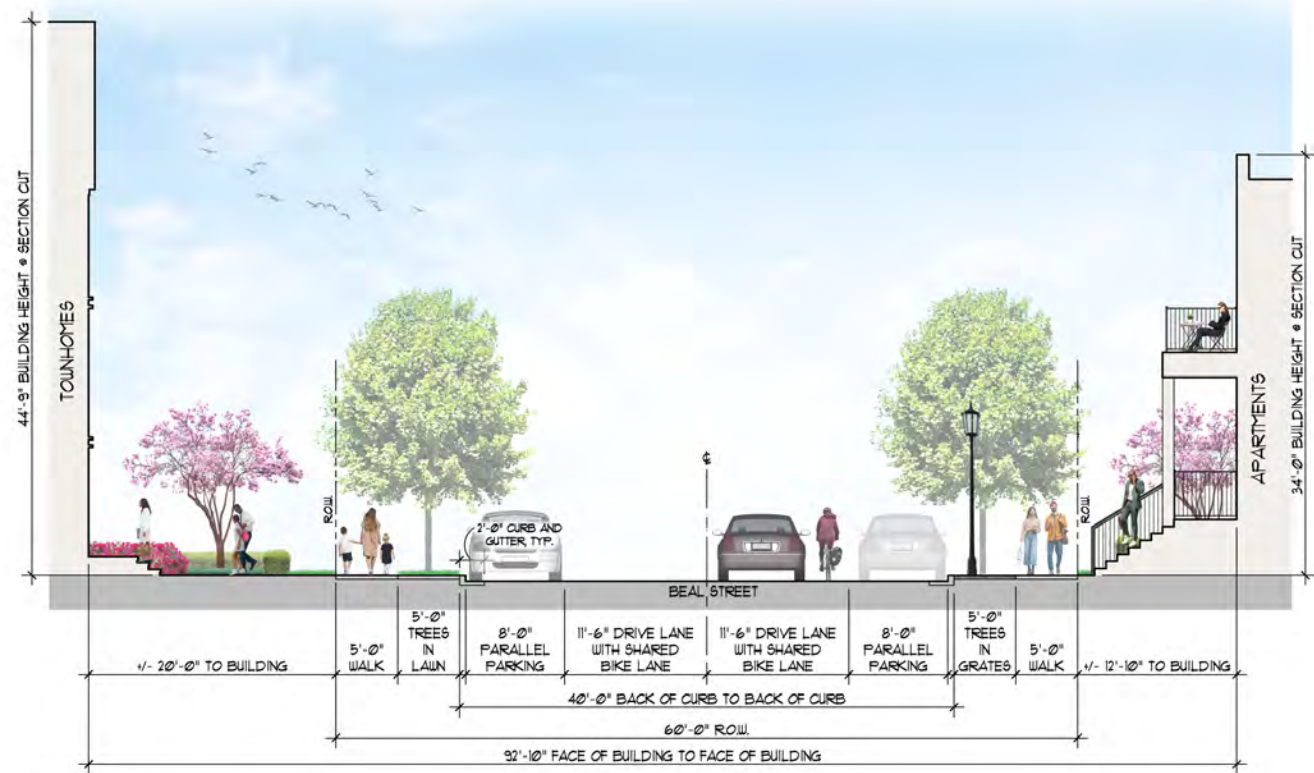 44'-9" BUILDING HEIGHT @ SECTION CUT
TOWNHOMES
R.O.W.
2'-0" CURB AND
GUTTER, TYP.
℄
R.O.W.
APARTMENTS
34'-0" BUILDING HEIGHT @ SECTION CUT
BEAL STREET
+/- 20'-0" TO BUILDING
5'-0"
WALK
5'-0"
TREES
IN
LAWN
8'-0"
PARALLEL
PARKING
11'-6" DRIVE LANE
WITH SHARED
BIKE LANE
11'-6" DRIVE LANE
WITH SHARED
BIKE LANE
8'-0"
PARALLEL
PARKING
5'-0"
TREES
IN
GRATES
5'-0"
WALK
+/- 12'-10" TO BUILDING
40'-0" BACK OF CURB TO BACK OF CURB
60'-0" R.O.W.
92'-10" FACE OF BUILDING TO FACE OF BUILDING